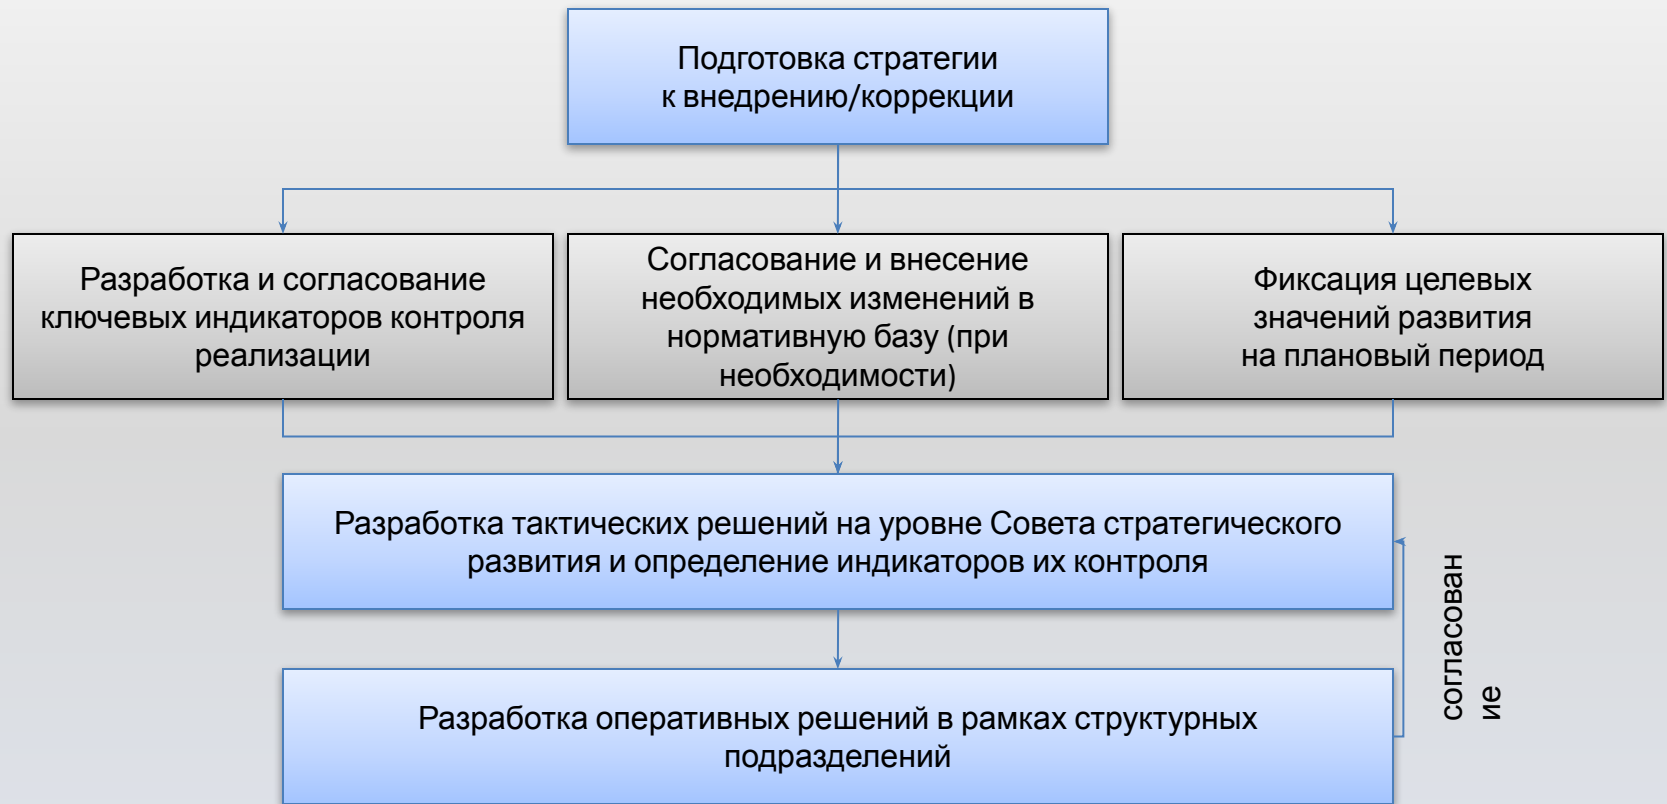 Подготовка стратегии
к внедрению/коррекции
Разработка и согласование
ключевых индикаторов контроля
реализации
Согласование и внесение
необходимых изменений в
нормативную базу (при
необходимости)
Фиксация целевых
значений развития
на плановый период
Разработка тактических решений на уровне Совета стратегического
развития и определение индикаторов их контроля
согласован
ие
Разработка оперативных решений в рамках структурных
подразделений